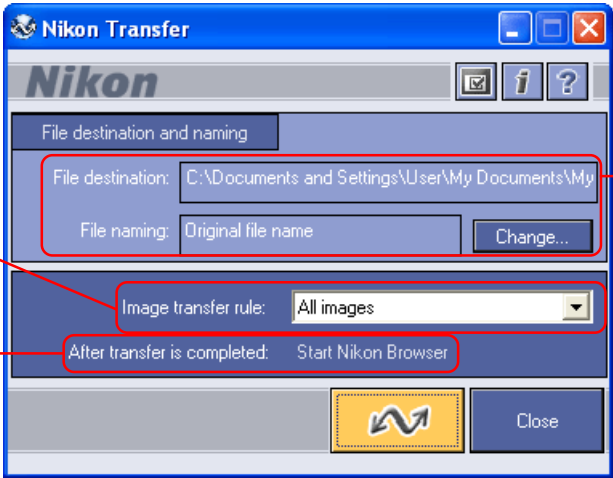 Nikon Transfer
Nikon
i ?
File destination and naming
File destination: C:\Documents and Settings\User\My Documents\My
File naming: Original file name
Change...
Image transfer rule: All images
After transfer is completed: Start Nikon Browser
Close